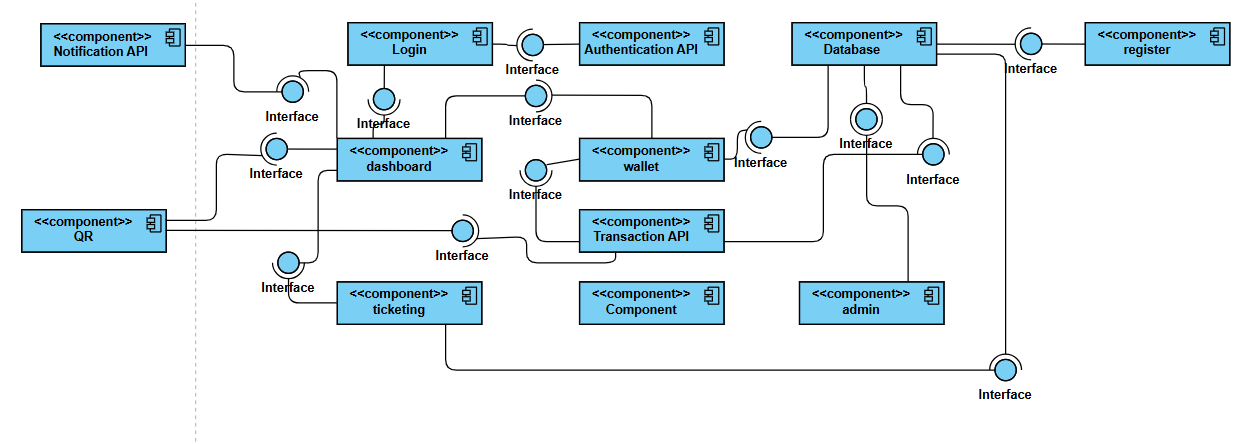 <<component>>
Notification API
<<component>>
Login
<<component>>
Authentication API
<<component>>
Database
<<component>>
register
Interface
Interface
Interface
Interface
Interface
Interface
<<component>>
dashboard
<<component>>
wallet
Interface
Interface
Interface
Interface
Interface
<<component>>
QR
<<component>>
Transaction API
Interface
Interface
<<component>>
ticketing
<<component>>
Component
<<component>>
admin
Interface